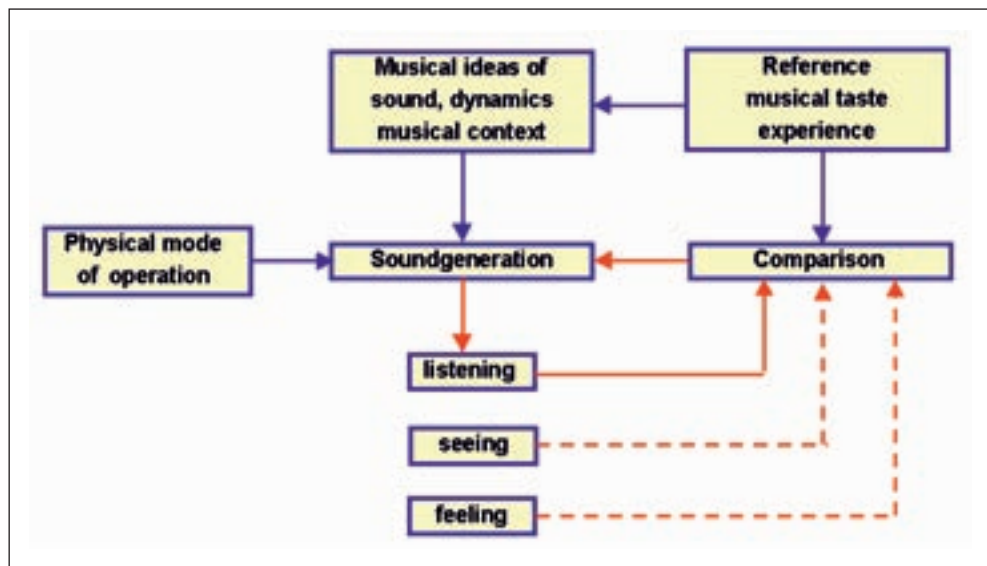 Musical ideas of
sound, dynamics
musical context
Reference
musical taste
experience
Physical mode
of operation
Soundgeneration
Comparison
listening
seeing
feeling